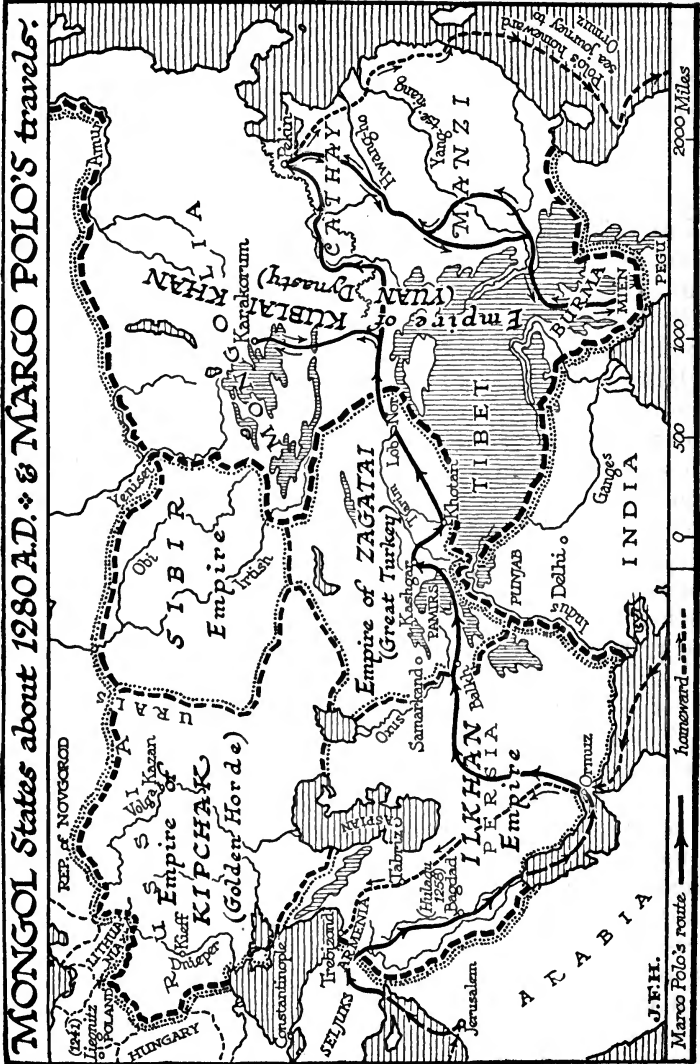 MONGOL States about 1280 A.D. & MARCO POLO'S travels.
REP. of NOVGOROD
(1241)
Liegnitz
POLAND
LITHUANIA
HUNGARY
RUSSIA
Kieff
Dnieper
Volga
Kazan
Empire of
KIPCHAK
(Golden Horde)
URALS
SIBIR
Empire
Obi
Irtish
Yenisei
Amur
MONGOLIA
Karakorum
Empire of KUBLAI KHAN
(YUAN Dynasty)
Pekin
CATHAY
Hwangho
Yang tse-kiang
MANZI
Polo's homeward
sea journey to
Ormuz
Constantinople
SELJUKS
Trebizond
ARMENIA
CASPIAN
Tabriz
(Hulagu
1258)
Bagdad
Jerusalem
ARABIA
ILKHAN
PERSIA
Empire
Ormuz
Oxus
Samarkand
Balkh
Empire of ZAGATAI
(Great Turkey)
Kashgar
PAMIRS
Tarim
Lob Nor
Khotan
TIBET
PUNJAB
Indus
Delhi
Ganges
INDIA
BURMA
MIEN
PEGU
J.F.H.
Marco Polo's route
homeward
0 500 1000 2000 Miles